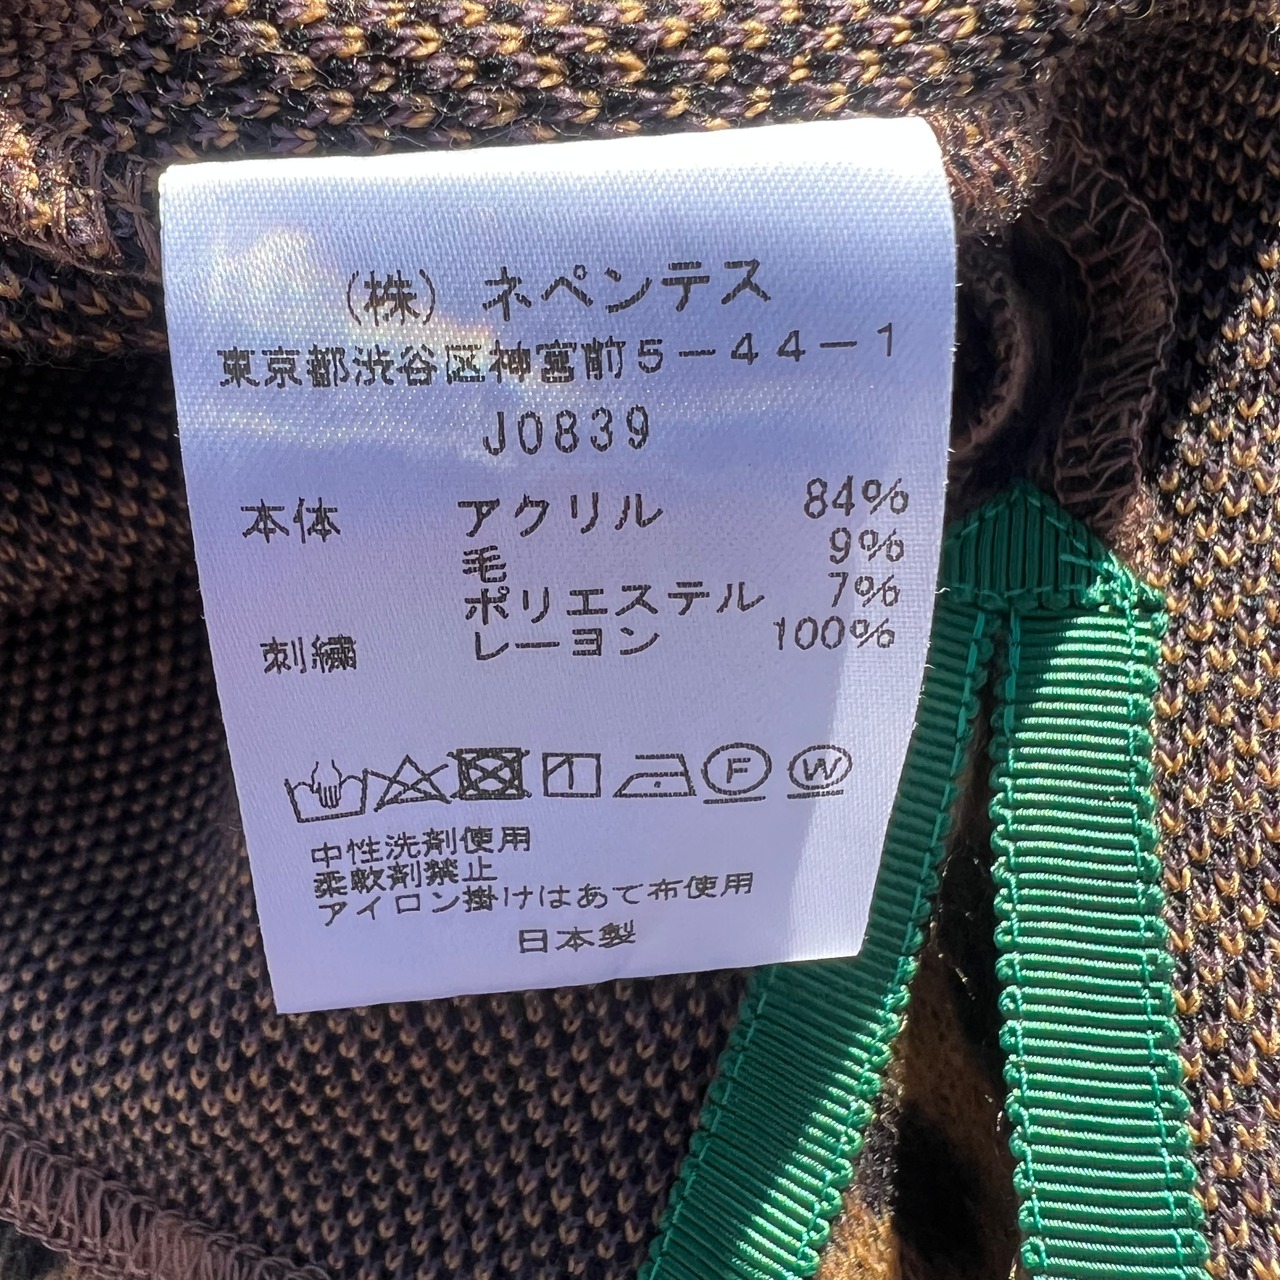 (株) ネペンテス
東京都渋谷区神宮前5-44-1
J0839
本体 アクリル 84%
毛 9%
ポリエステル 7%
刺繍 レーヨン 100%
1 F W
中性洗剤使用
柔軟剤禁止
アイロン掛けはあて布使用
日本製